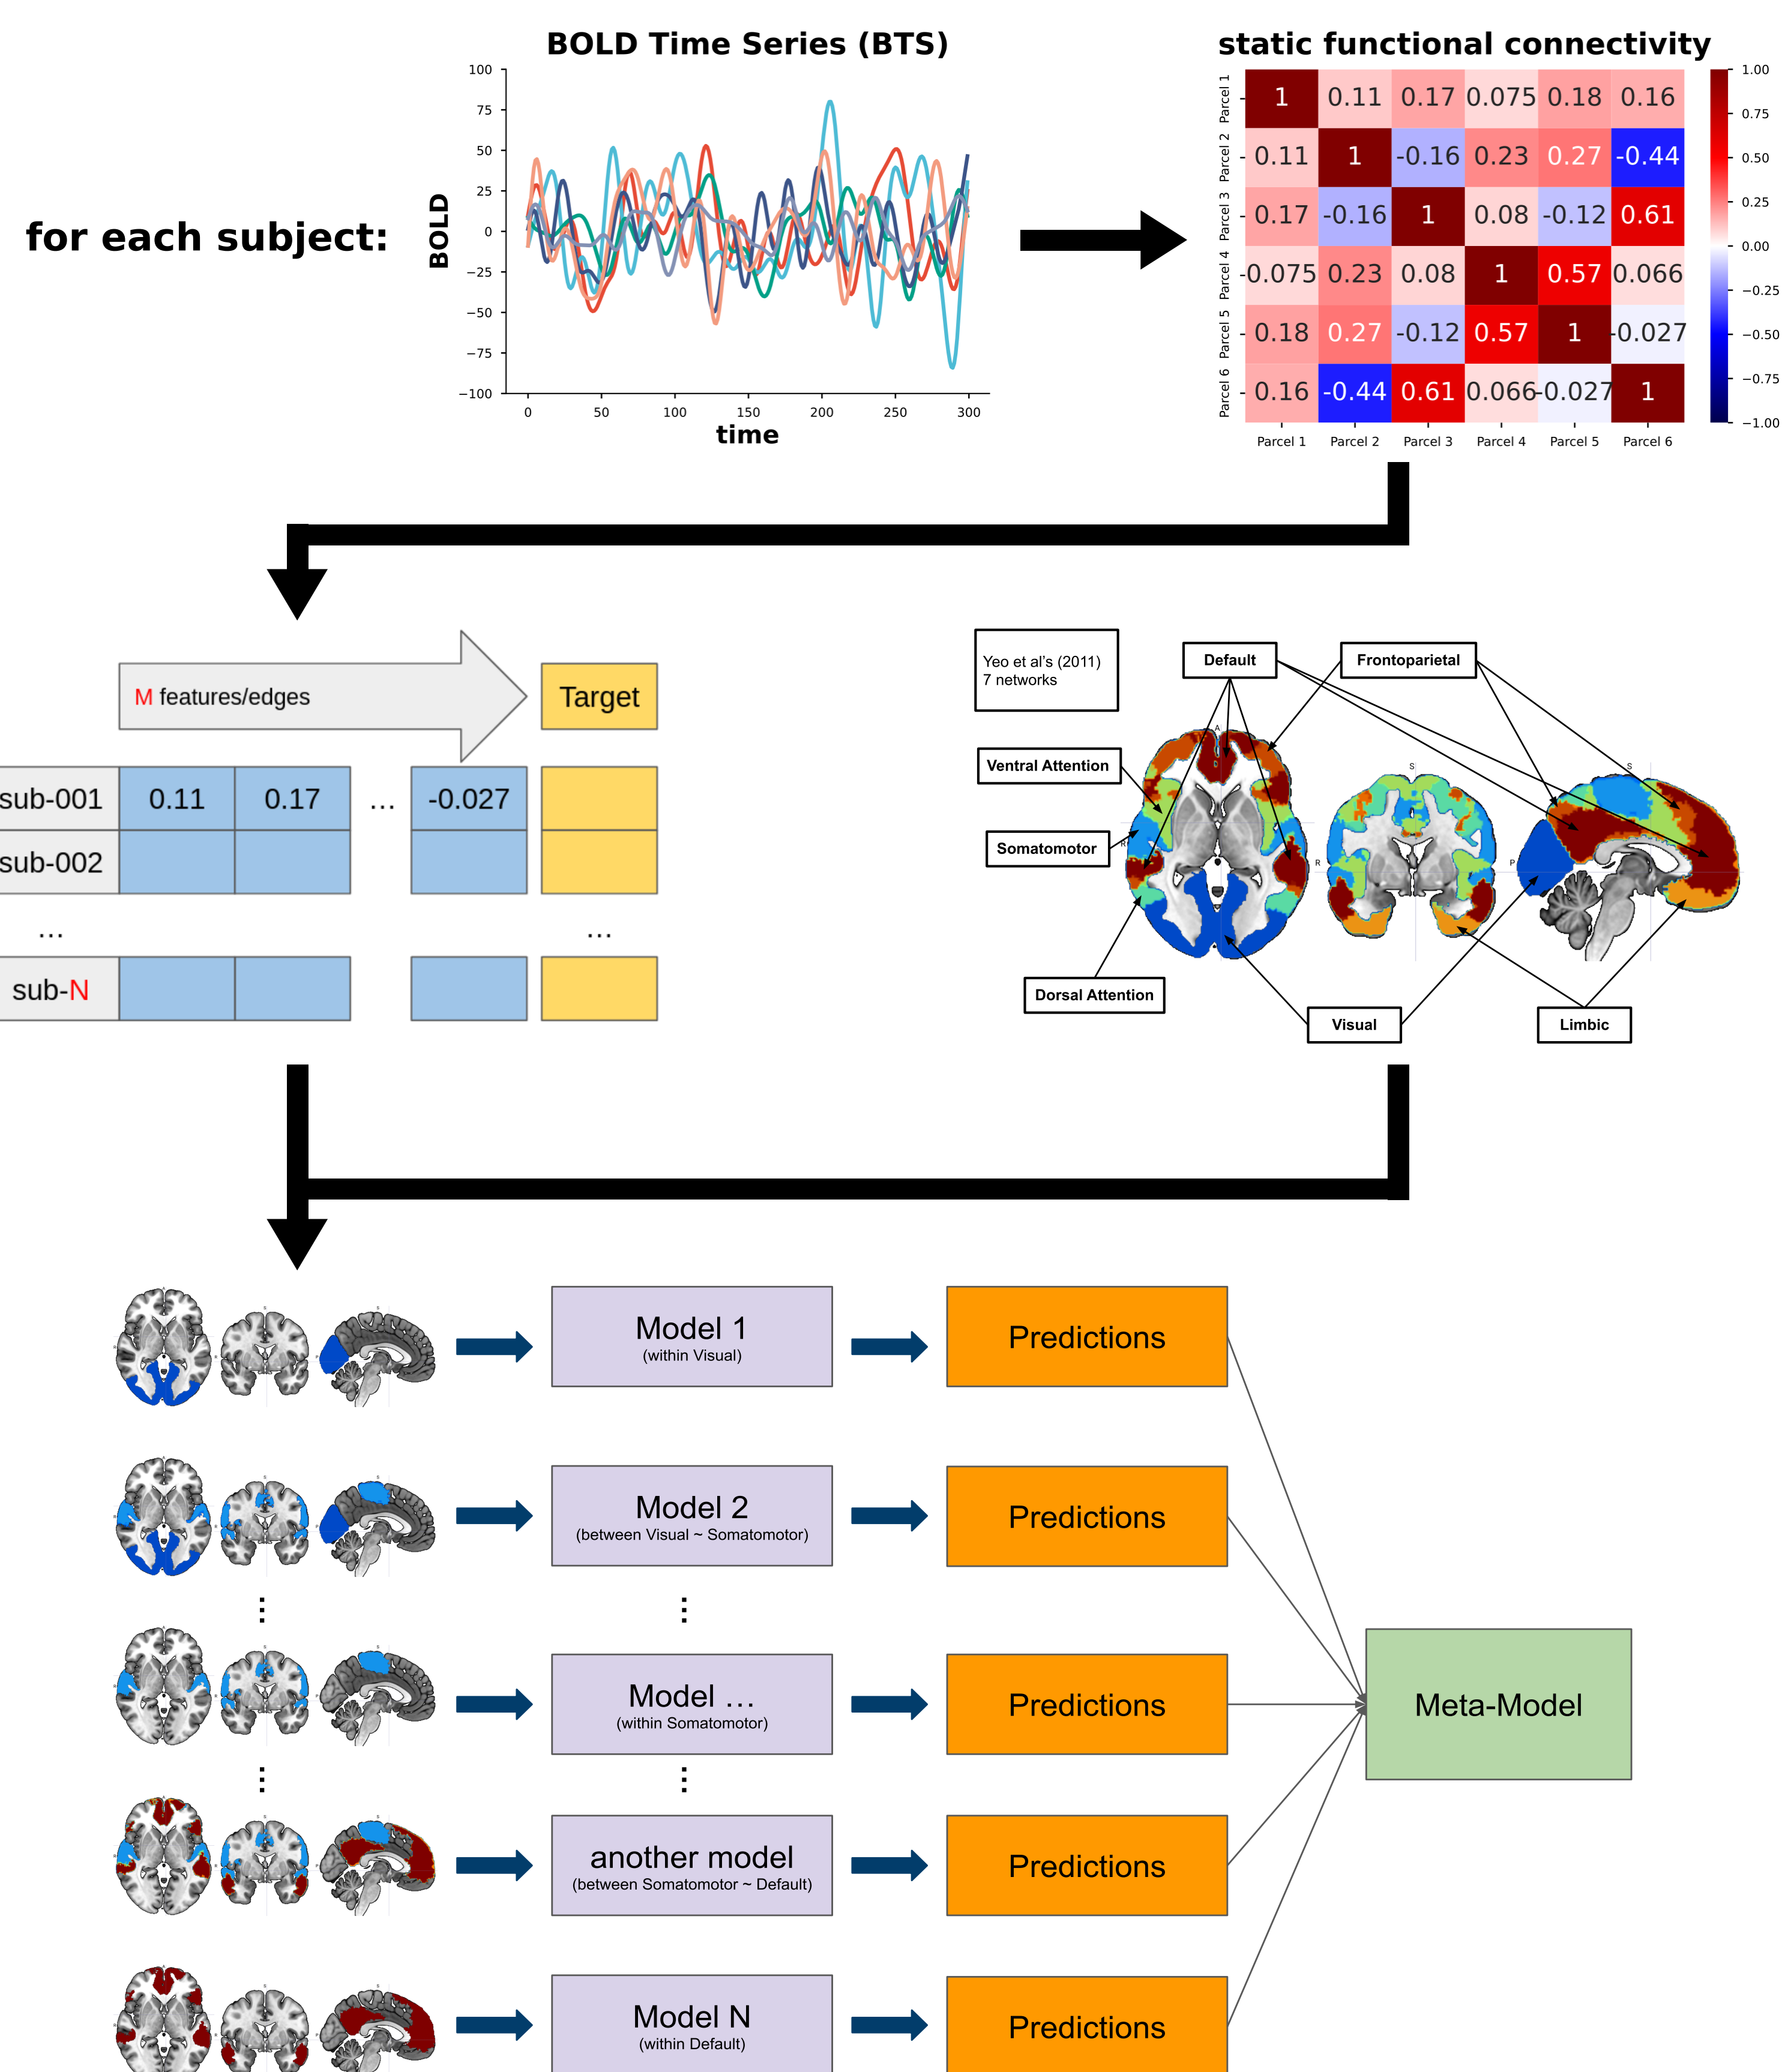 BOLD Time Series (BTS)
static functional connectivity
for each subject:
BOLD
100
75
50
25
0
−25
−50
−75
−100
0 50 100 150 200 250 300
time
Parcel 1
Parcel 2
Parcel 3
Parcel 4
Parcel 5
Parcel 6
1 0.11 0.17 0.075 0.18 0.16
0.11 1 -0.16 0.23 0.27 -0.44
0.17 -0.16 1 0.08 -0.12 0.61
0.075 0.23 0.08 1 0.57 0.066
0.18 0.27 -0.12 0.57 1 -0.027
0.16 -0.44 0.61 0.066 -0.027 1
Parcel 1 Parcel 2 Parcel 3 Parcel 4 Parcel 5 Parcel 6
1.00
0.75
0.50
0.25
0.00
−0.25
−0.50
−0.75
−1.00
M features/edges
Target
sub-001 0.11 0.17 … -0.027
sub-002
… …
sub-N
Yeo et al's (2011)
7 networks
Default
Frontoparietal
Ventral Attention
Somatomotor
Dorsal Attention
Visual
Limbic
A
S
S
R
R
P
Model 1
(within Visual)
Predictions
Model 2
(between Visual ~ Somatomotor)
Predictions
Model …
(within Somatomotor)
Predictions
Meta-Model
another model
(between Somatomotor ~ Default)
Predictions
Model N
(within Default)
Predictions